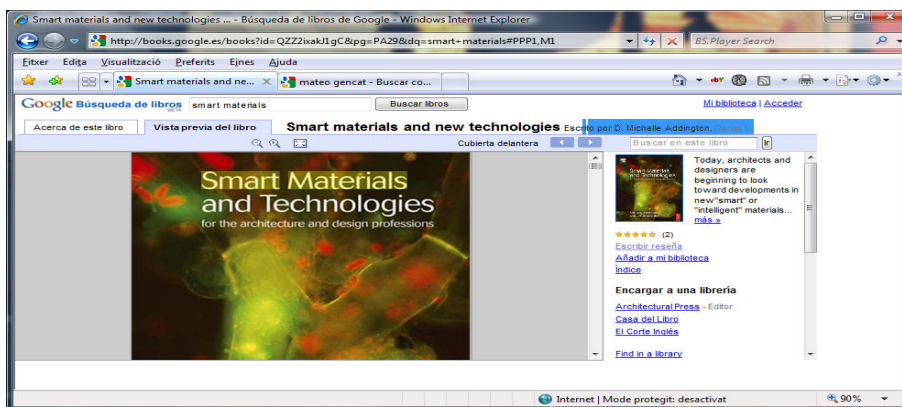 Smart materials and new technologies ... - Búsqueda de libros de Google - Windows Internet Explorer
http://books.google.es/books?id=QZZ2ixakJ1gC&pg=PA29&dq=smart+materials#PPP1,M1
BS.Player Search
Fitxer Edita Visualització Preferits Eines Ajuda
Smart materials and ne...
mateo gencat - Buscar co...
Google Búsqueda de libros BETA
smart materials
Buscar libros
Mi biblioteca | Acceder
Acerca de este libro
Vista previa del libro
Smart materials and new technologies Escrito por D. Michelle Addington,
Cubierta delantera
Buscar en este libro
Ir
Smart Materials
and Technologies
for the architecture and design professions
Today, architects and
designers are
beginning to look
toward developments in
new"smart" or
"intelligent" materials...
más »
(2)
Escribir reseña
Añadir a mi biblioteca
Índice
Encargar a una librería
Architectural Press - Editor
Casa del Libro
El Corte Inglés
Find in a library
Internet | Mode protegit: desactivat
90%